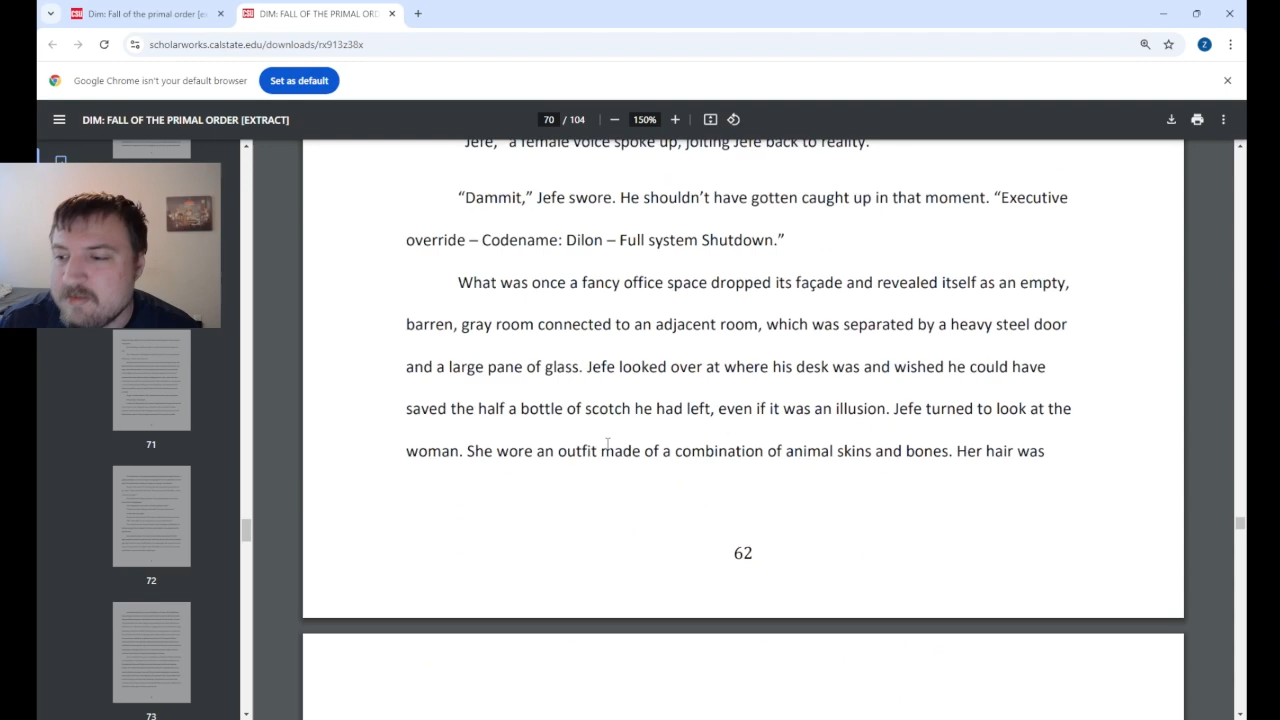 DIM: Fall of the primal order [ex
DIM: FALL OF THE PRIMAL ORD
scholarworks.calstate.edu/downloads/rx913z38x
Z
Google Chrome isn't your default browser
Set as default
DIM: FALL OF THE PRIMAL ORDER [EXTRACT]
70 / 104
150%
"Jefe," a female voice spoke up, jolting Jefe back to reality.
“Dammit,” Jefe swore. He shouldn’t have gotten caught up in that moment. “Executive
override – Codename: Dilon – Full system Shutdown.”
What was once a fancy office space dropped its façade and revealed itself as an empty,
barren, gray room connected to an adjacent room, which was separated by a heavy steel door
and a large pane of glass. Jefe looked over at where his desk was and wished he could have
saved the half a bottle of scotch he had left, even if it was an illusion. Jefe turned to look at the
woman. She wore an outfit made of a combination of animal skins and bones. Her hair was
62
71
72
73